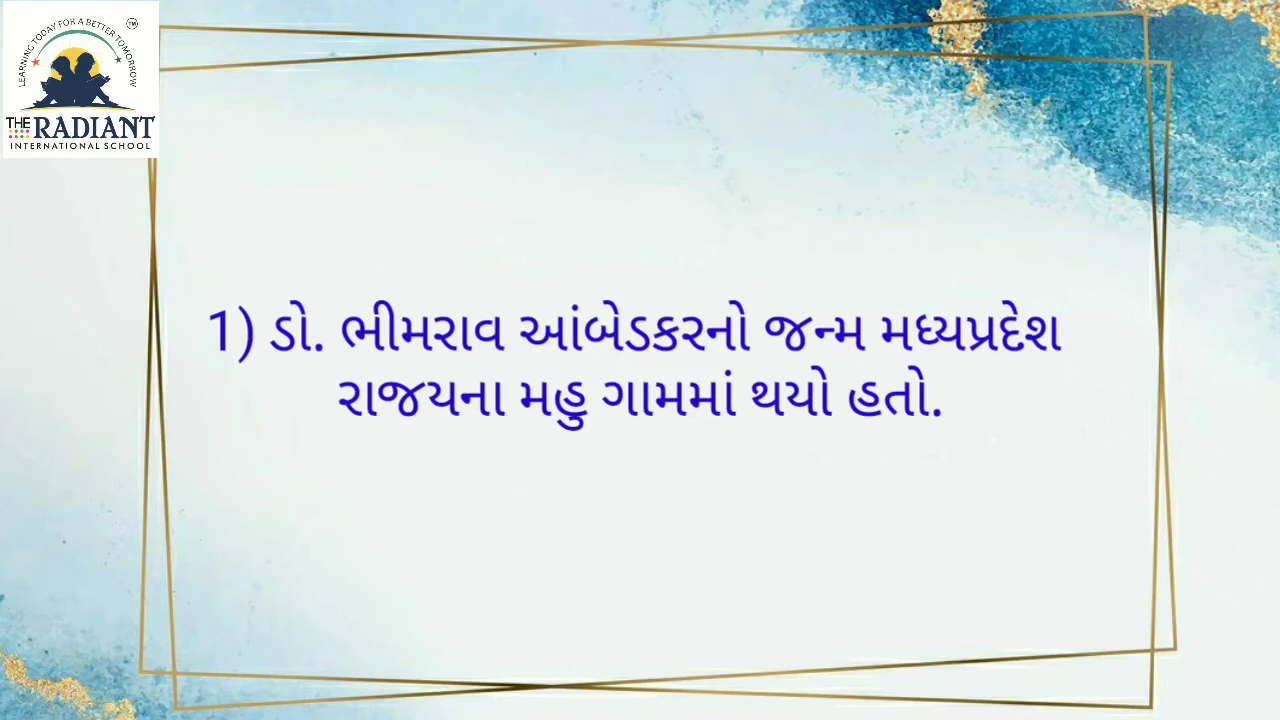 LEARNING TODAY FOR A BETTER TOMORROW
TM
THE RADIANT
INTERNATIONAL SCHOOL
1) ડો. ભીમરાવ આંબેડકરનો જન્મ મધ્યપ્રદેશ
રાજયના મહુ ગામમાં થયો હતો.